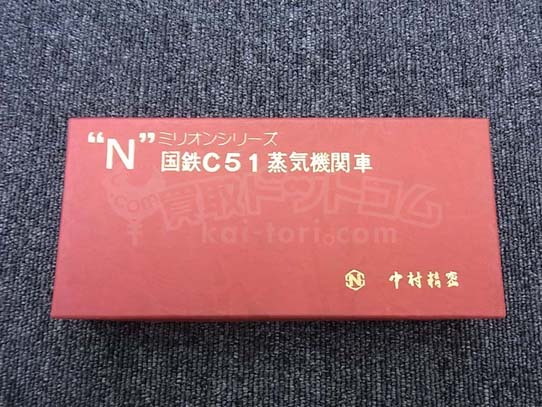 "N" ミリオンシリーズ
国鉄C51蒸気機関車
.com 買取ドットコム
kai-tori.com
N 中村精密